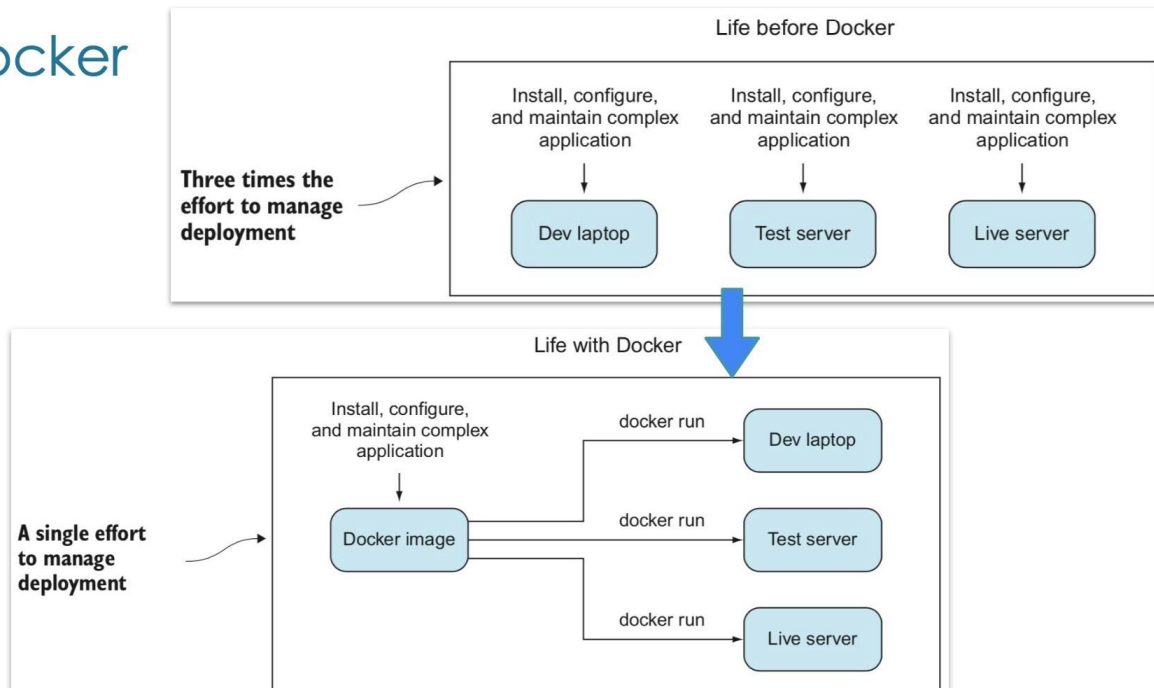 ocker
Life before Docker
Install, configure,
and maintain complex
application
Install, configure,
and maintain complex
application
Install, configure,
and maintain complex
application
Three times the
effort to manage
deployment
Dev laptop
Test server
Live server
Life with Docker
Install, configure,
and maintain complex
application
docker run
Dev laptop
A single effort
to manage
deployment
Docker image
docker run
Test server
docker run
Live server